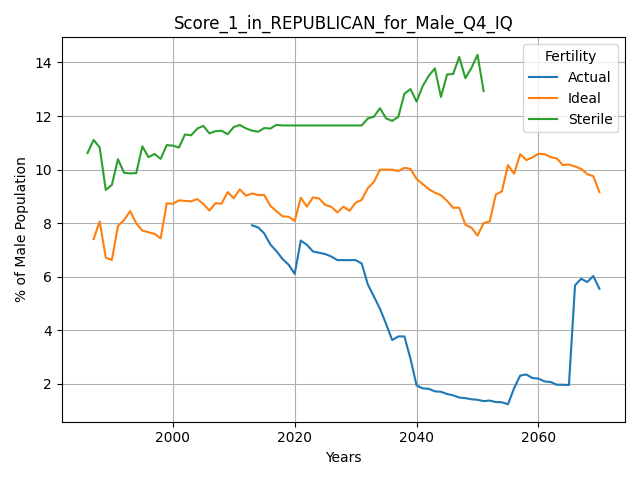 Score_1_in_REPUBLICAN_for_Male_Q4_IQ
% of Male Population
14
12
10
8
6
4
2
Fertility
Actual
Ideal
Sterile
2000
2020
2040
2060
Years